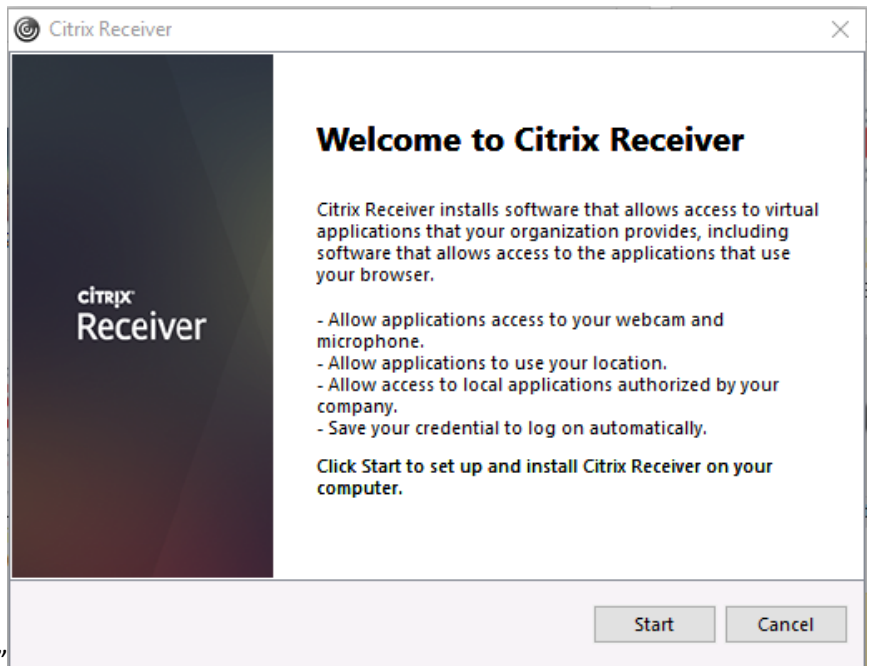 Citrix Receiver
Welcome to Citrix Receiver
Citrix Receiver installs software that allows access to virtual
applications that your organization provides, including
software that allows access to the applications that use
your browser.
- Allow applications access to your webcam and
microphone.
- Allow applications to use your location.
- Allow access to local applications authorized by your
company.
- Save your credential to log on automatically.
Click Start to set up and install Citrix Receiver on your
computer.
CITRIX
Receiver
Start
Cancel
”